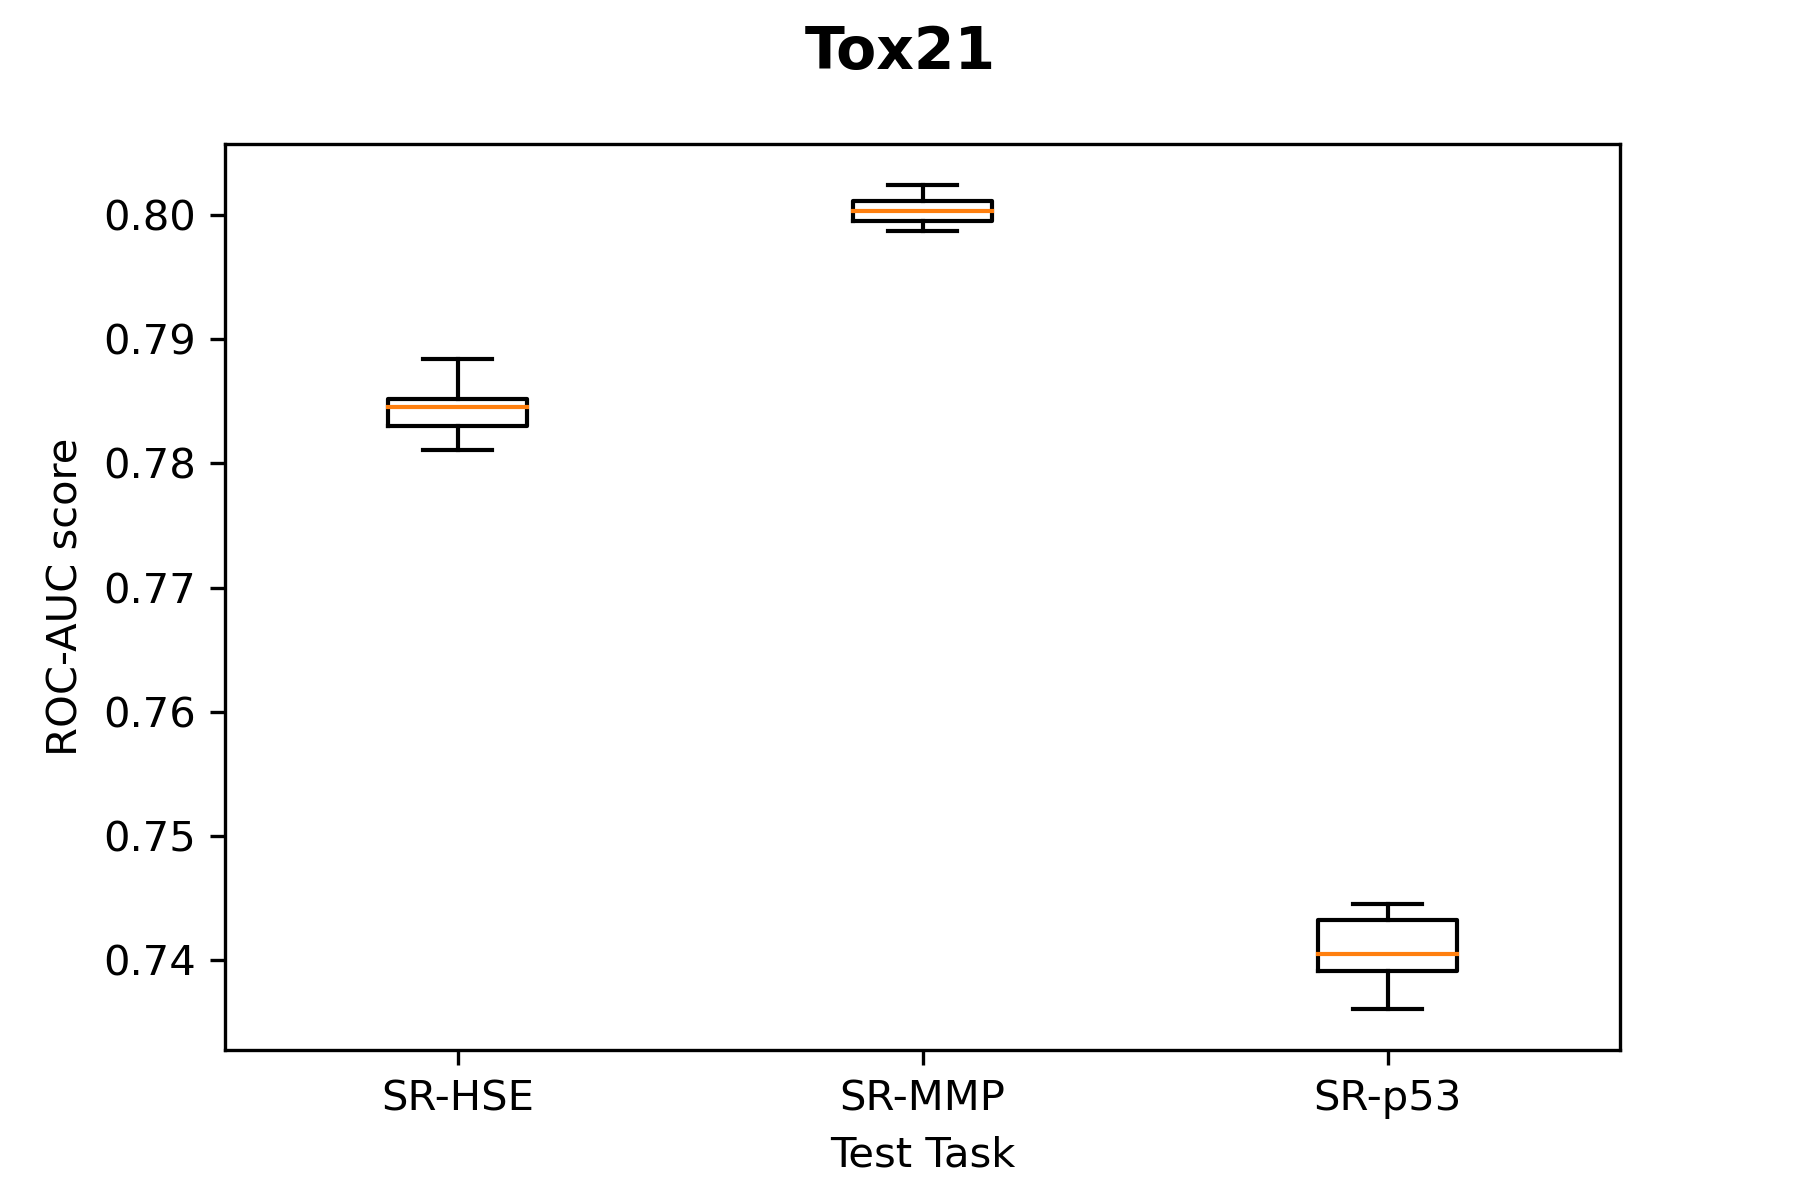 Tox21
ROC-AUC score
0.80
0.79
0.78
0.77
0.76
0.75
0.74
SR-HSE
SR-MMP
SR-p53
Test Task